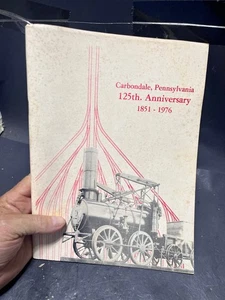 Carbondale, Pennsylvania
125th. Anniversary
1851 - 1976